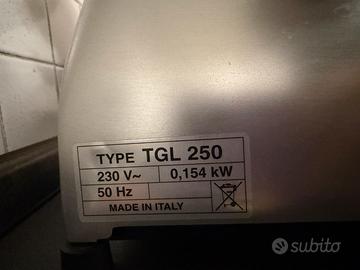 TYPE TGL 250
230 V~ 0,154 kW
50 Hz
MADE IN ITALY
subito